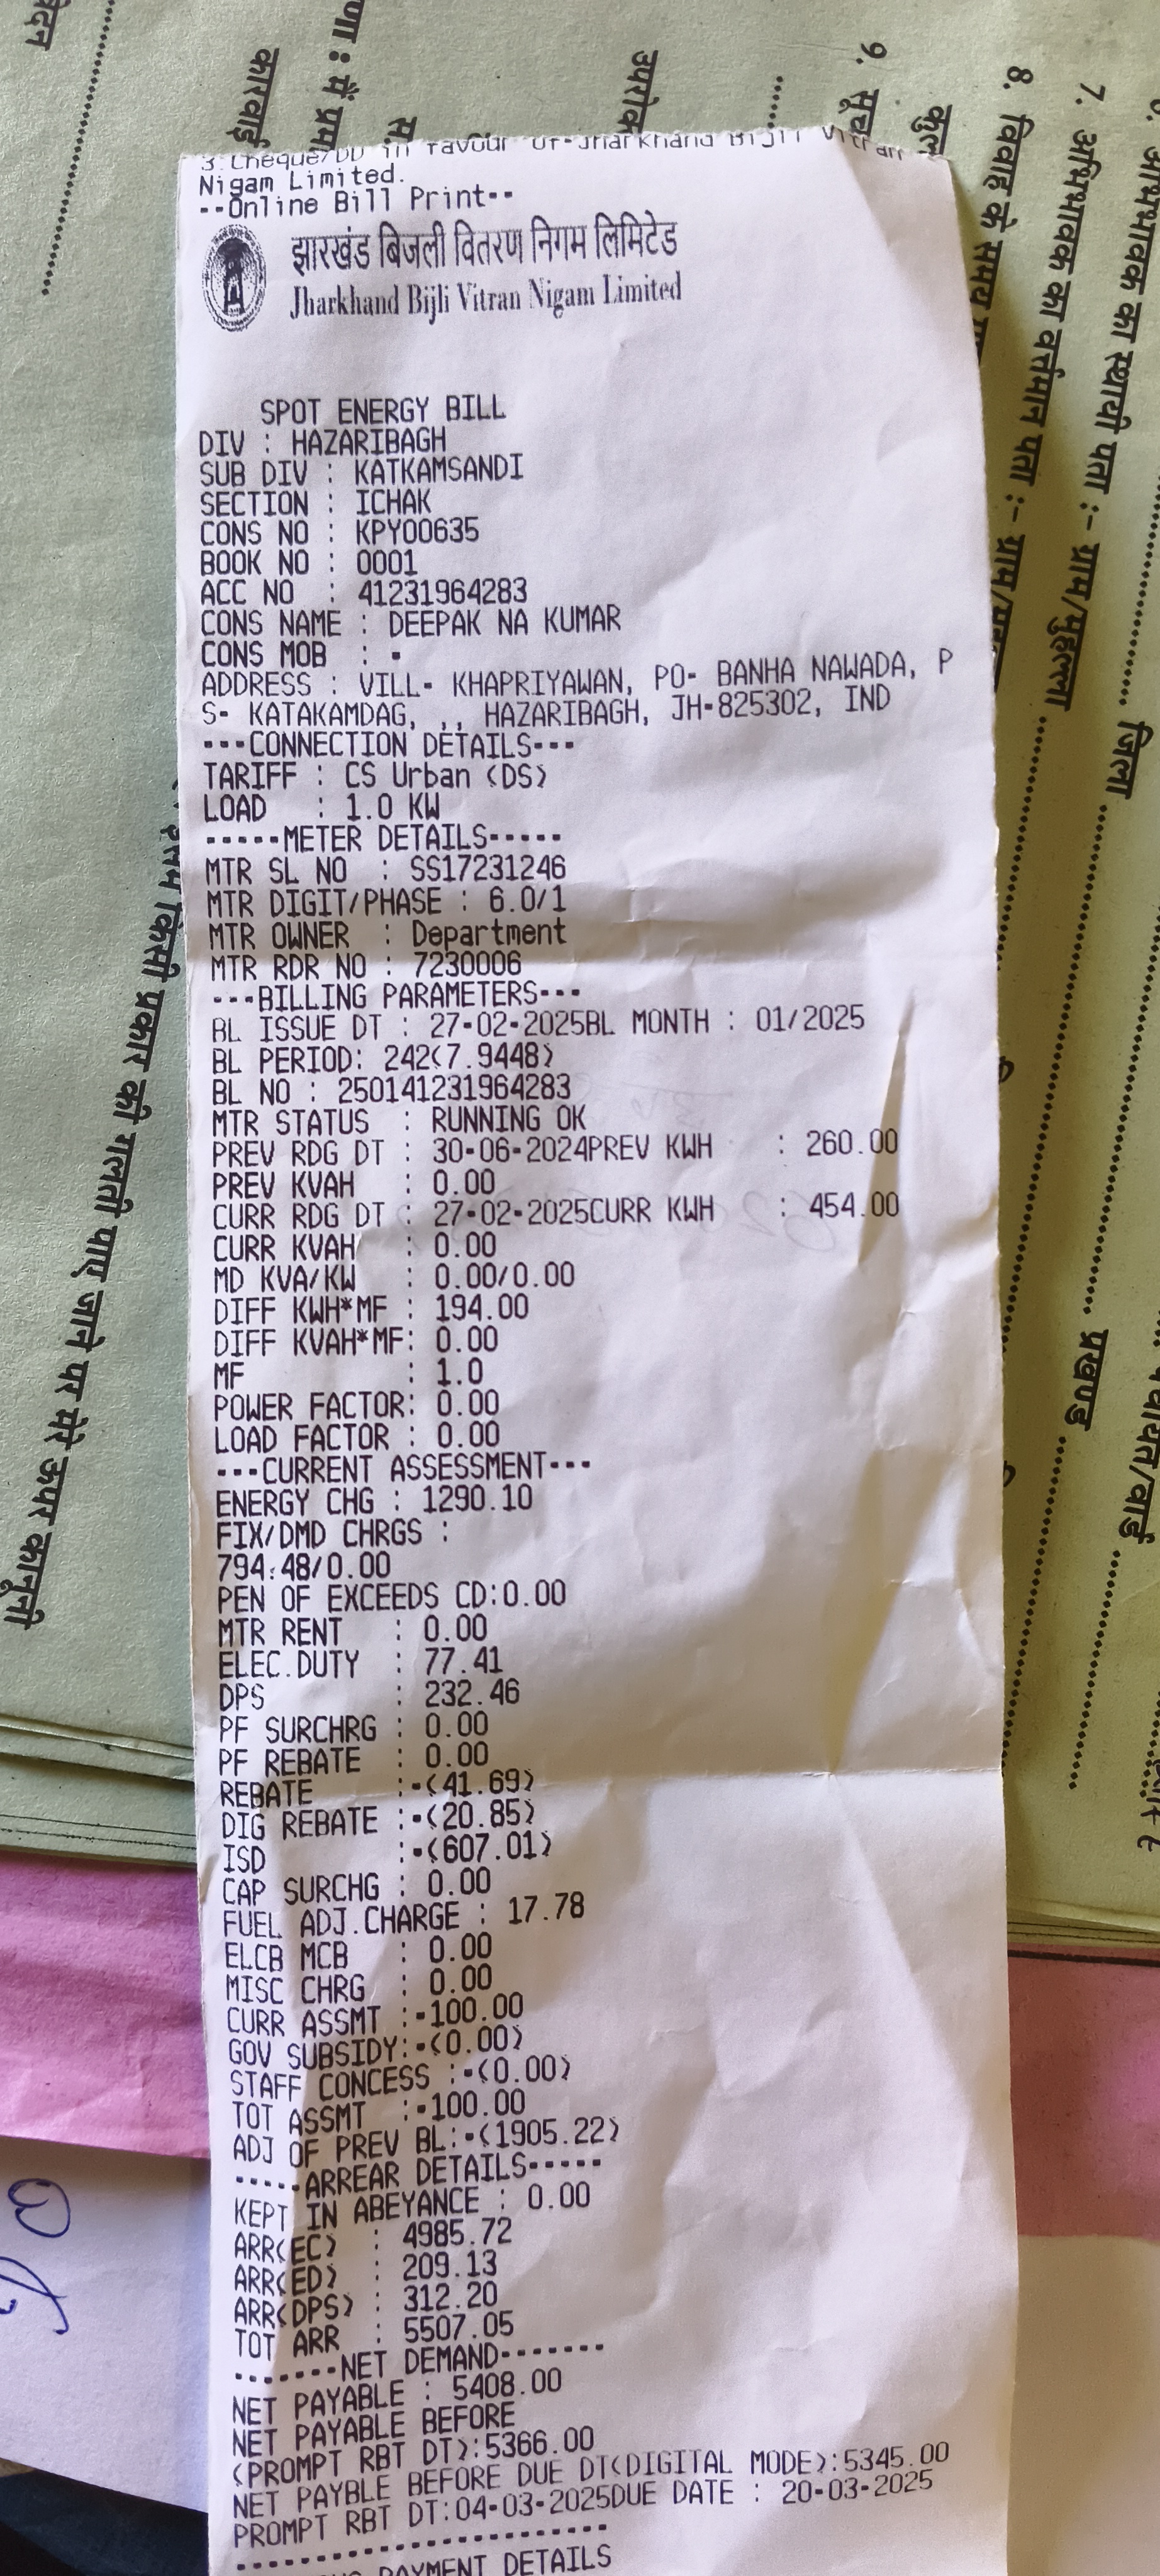 3.Cheque/DD in favour of-Jharkhand Bijli Vitran
Nigam Limited.
--Online Bill Print--
झारखंड बिजली वितरण निगम लिमिटेड
Jharkhand Bijli Vitran Nigam Limited
SPOT ENERGY BILL
DIV : HAZARIBAGH
SUB DIV : KATKAMSANDI
SECTION : ICHAK
CONS NO : KPY00635
BOOK NO : 0001
ACC NO : 41231964283
CONS NAME : DEEPAK NA KUMAR
CONS MOB : -
ADDRESS : VILL- KHAPRIYAWAN, PO- BANHA NAWADA, P
S- KATAKAMDAG, ,, HAZARIBAGH, JH-825302, IND
---CONNECTION DETAILS---
TARIFF : CS Urban (DS)
LOAD : 1.0 KW
-----METER DETAILS-----
MTR SL NO : SS17231246
MTR DIGIT/PHASE : 6.0/1
MTR OWNER : Department
MTR RDR NO : 7230006
---BILLING PARAMETERS---
BL ISSUE DT : 27-02-2025BL MONTH : 01/2025
BL PERIOD: 242(7.9448)
BL NO : 250141231964283
MTR STATUS : RUNNING OK
PREV RDG DT : 30-06-2024PREV KWH : 260.00
PREV KVAH : 0.00
CURR RDG DT : 27-02-2025CURR KWH : 454.00
CURR KVAH : 0.00
MD KVA/KW : 0.00/0.00
DIFF KWH*MF : 194.00
DIFF KVAH*MF: 0.00
MF : 1.0
POWER FACTOR: 0.00
LOAD FACTOR : 0.00
---CURRENT ASSESSMENT---
ENERGY CHG : 1290.10
FIX/DMD CHRGS :
794.48/0.00
PEN OF EXCEEDS CD:0.00
MTR RENT : 0.00
ELEC.DUTY : 77.41
DPS : 232.46
PF SURCHRG : 0.00
PF REBATE : 0.00
REBATE :-(41.69)
DIG REBATE :-(20.85)
ISD :-(607.01)
CAP SURCHG : 0.00
FUEL ADJ.CHARGE : 17.78
ELCB MCB : 0.00
MISC CHRG : 0.00
CURR ASSMT :-100.00
GOV SUBSIDY:-(0.00)
STAFF CONCESS :-(0.00)
TOT ASSMT :-100.00
ADJ OF PREV BL:-(1905.22)
-----ARREAR DETAILS-----
KEPT IN ABEYANCE : 0.00
ARR(EC) : 4985.72
ARR(ED) : 209.13
ARR(DPS) : 312.20
TOT ARR : 5507.05
-------NET DEMAND-------
NET PAYABLE : 5408.00
NET PAYABLE BEFORE
(PROMPT RBT DT):5366.00
NET PAYBLE BEFORE DUE DT(DIGITAL MODE):5345.00
PROMPT RBT DT:04-03-2025DUE DATE : 20-03-2025
PAYMENT DETAILS
7. अभिभावक का स्थायी पता :- ग्राम/मुहल्ला
प्रखण्ड
जिला
8. विवाह के समय
अभिभावक का वर्त्तमान पता :- ग्राम/
9. सूच
कुल
उपरोक्
कारवाई
किसी प्रकार की गलती पाए जाने पर मेरे ऊपर कानूनी